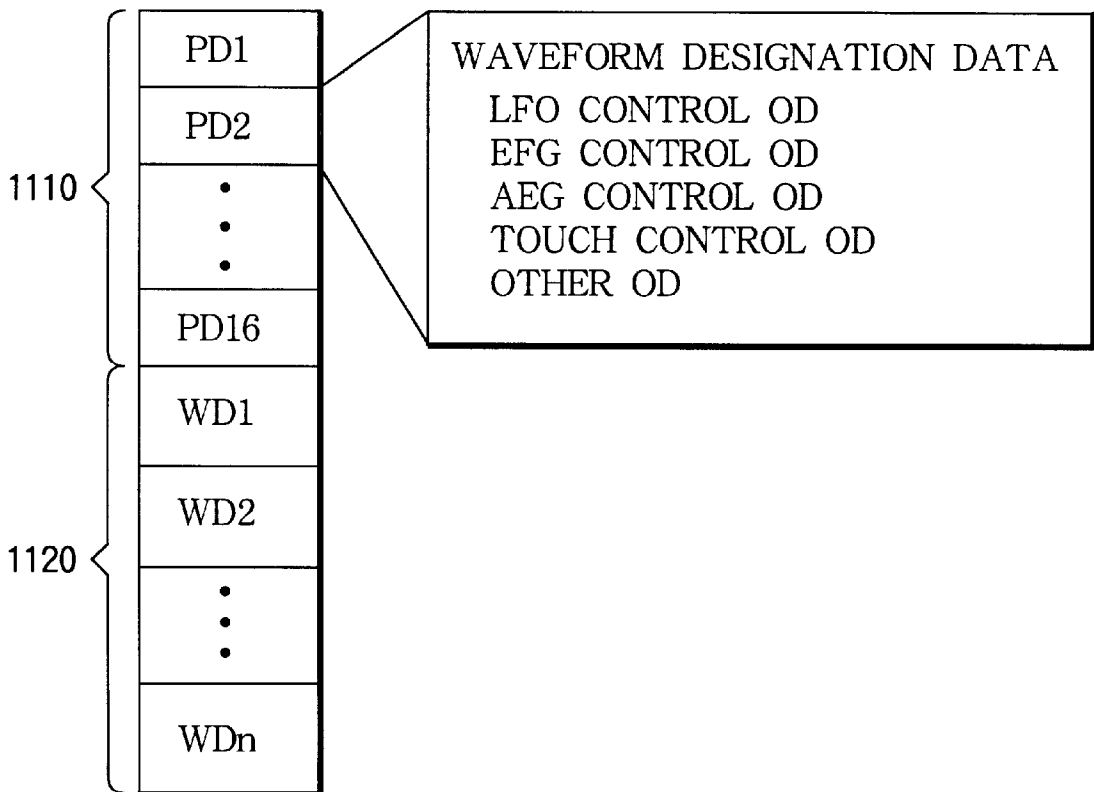 PD1
PD2
1110
PD16
WD1
WD2
1120
WDn
WAVEFORM DESIGNATION DATA
LFO CONTROL OD
EFG CONTROL OD
AEG CONTROL OD
TOUCH CONTROL OD
OTHER OD